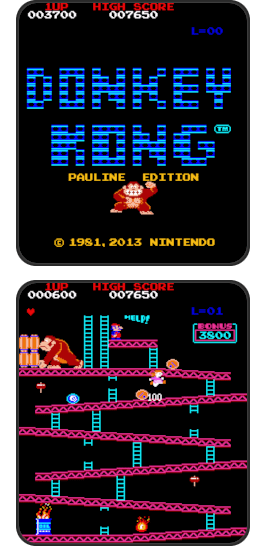 1UP HIGH SCORE
003700 007650
L=00
DONKEY
KONG TM
PAULINE EDITION
© 1981, 2013 NINTENDO
1UP HIGH SCORE
000600 007650
L=01
HELP!
BONUS
3800
100